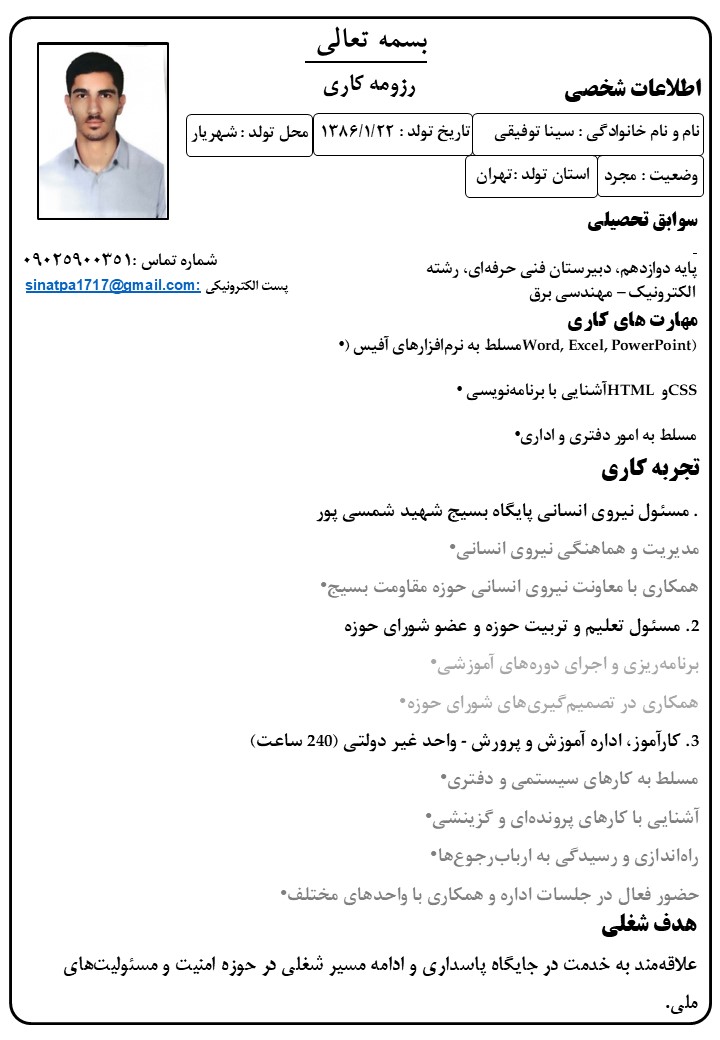 بسمه تعالی
رزومه کاری
اطلاعات شخصی
نام و نام خانوادگی : سینا توفیقی
تاریخ تولد : ۱۳۸۶/۱/۲۲
محل تولد : شهریار
وضعیت : مجرد
استان تولد :تهران
سوابق تحصیلی
-
پایه دوازدهم، دبیرستان فنی حرفه‌ای، رشته
الکترونیک – مهندسی برق
شماره تماس :۰۹۰۲۵۹۰۰۳۵۱
پست الکترونیکی :sinatpa1717@gmail.com
مهارت های کاری
(Word, Excel, PowerPointمسلط به نرم‌افزارهای آفیس (•
CSSو HTMLآشنایی با برنامه‌نویسی •
مسلط به امور دفتری و اداری•
تجربه کاری
. مسئول نیروی انسانی پایگاه بسیج شهید شمسی پور
مدیریت و هماهنگی نیروی انسانی•
همکاری با معاونت نیروی انسانی حوزه مقاومت بسیج•
2. مسئول تعلیم و تربیت حوزه و عضو شورای حوزه
برنامه‌ریزی و اجرای دوره‌های آموزشی•
همکاری در تصمیم‌گیری‌های شورای حوزه•
3. کارآموز، اداره آموزش و پرورش - واحد غیر دولتی (240 ساعت)
مسلط به کارهای سیستمی و دفتری•
آشنایی با کارهای پرونده‌ای و گزینشی•
راه‌اندازی و رسیدگی به ارباب‌رجوع‌ها•
حضور فعال در جلسات اداره و همکاری با واحدهای مختلف•
هدف شغلی
علاقه‌مند به خدمت در جایگاه پاسداری و ادامه مسیر شغلی در حوزه امنیت و مسئولیت‌های
ملی.